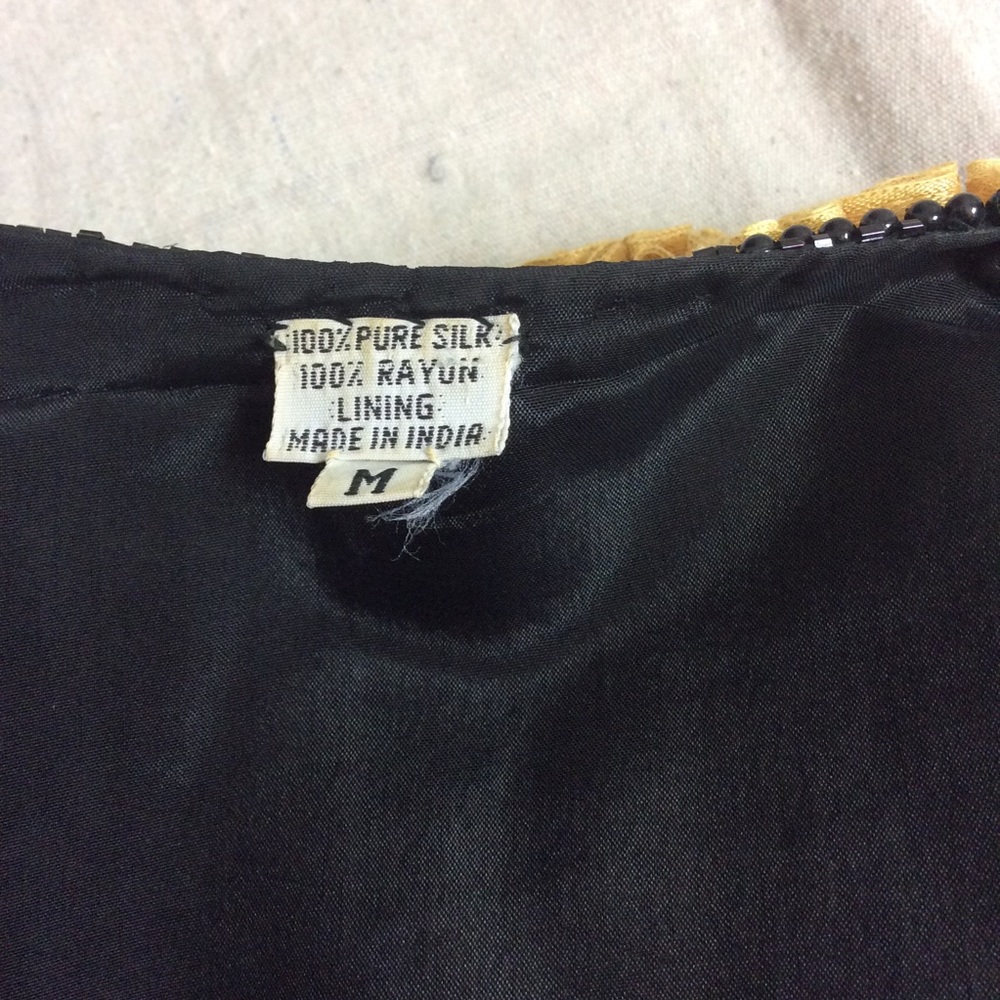 100% PURE SILK
100% RAYON
LINING
MADE IN INDIA
M